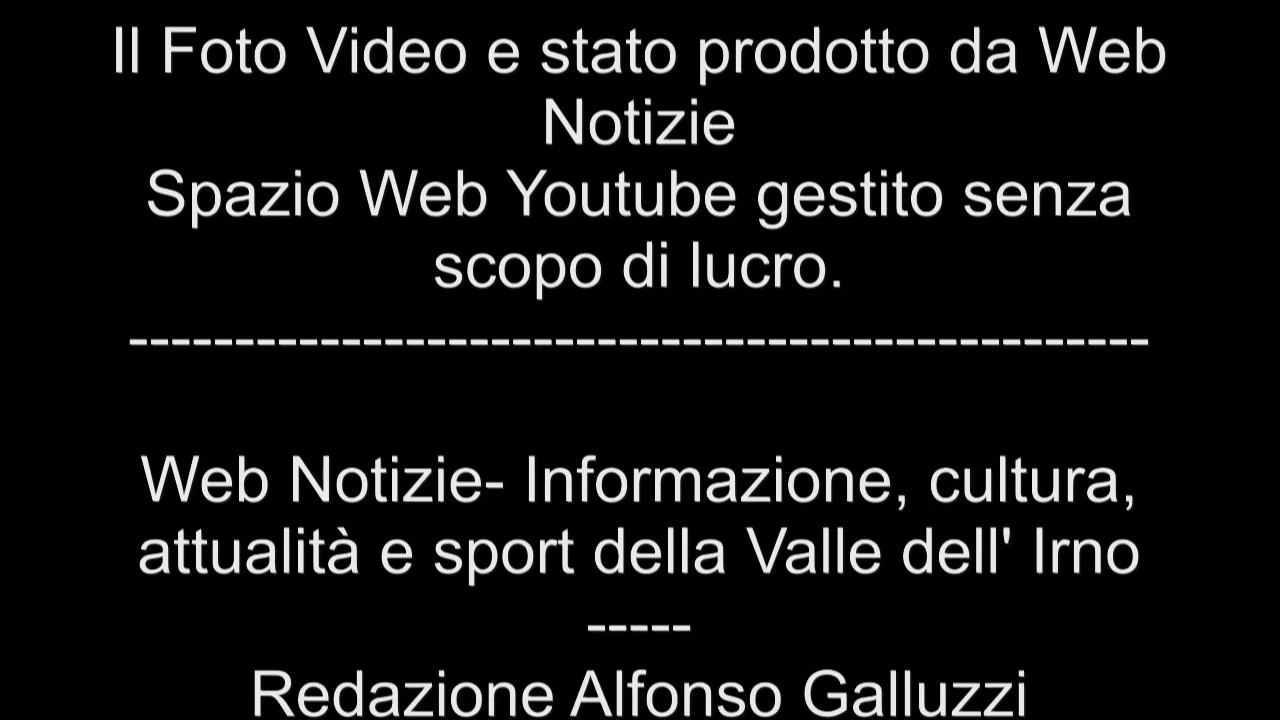 Il Foto Video e stato prodotto da Web
Notizie
Spazio Web Youtube gestito senza
scopo di lucro.
------------------------------------------------
Web Notizie- Informazione, cultura,
attualità e sport della Valle dell' Irno
-----
Redazione Alfonso Galluzzi